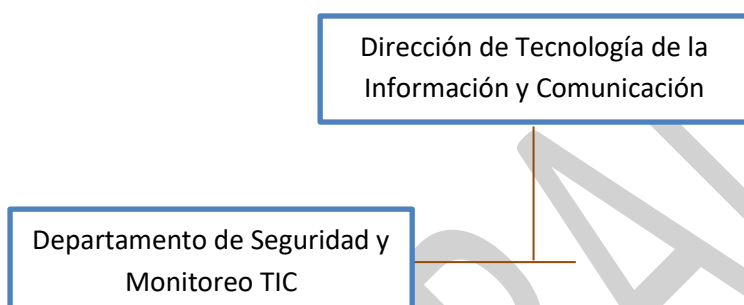 Dirección de Tecnología de la
Información y Comunicación
Departamento de Seguridad y
Monitoreo TIC